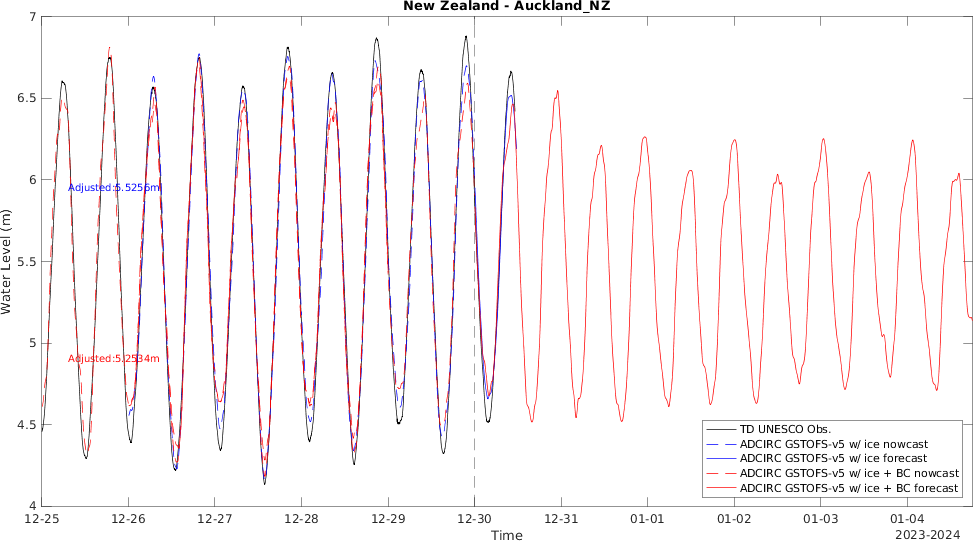 New Zealand - Auckland_NZ
Water Level (m)
7
6.5
6
5.5
5
4.5
4
Adjusted:5.5256m
Adjusted:5.2534m
TD UNESCO Obs.
ADCIRC GSTOFS-v5 w/ ice nowcast
ADCIRC GSTOFS-v5 w/ ice forecast
ADCIRC GSTOFS-v5 w/ ice + BC nowcast
ADCIRC GSTOFS-v5 w/ ice + BC forecast
12-25 12-26 12-27 12-28 12-29 12-30 12-31 01-01 01-02 01-03 01-04
Time
2023-2024